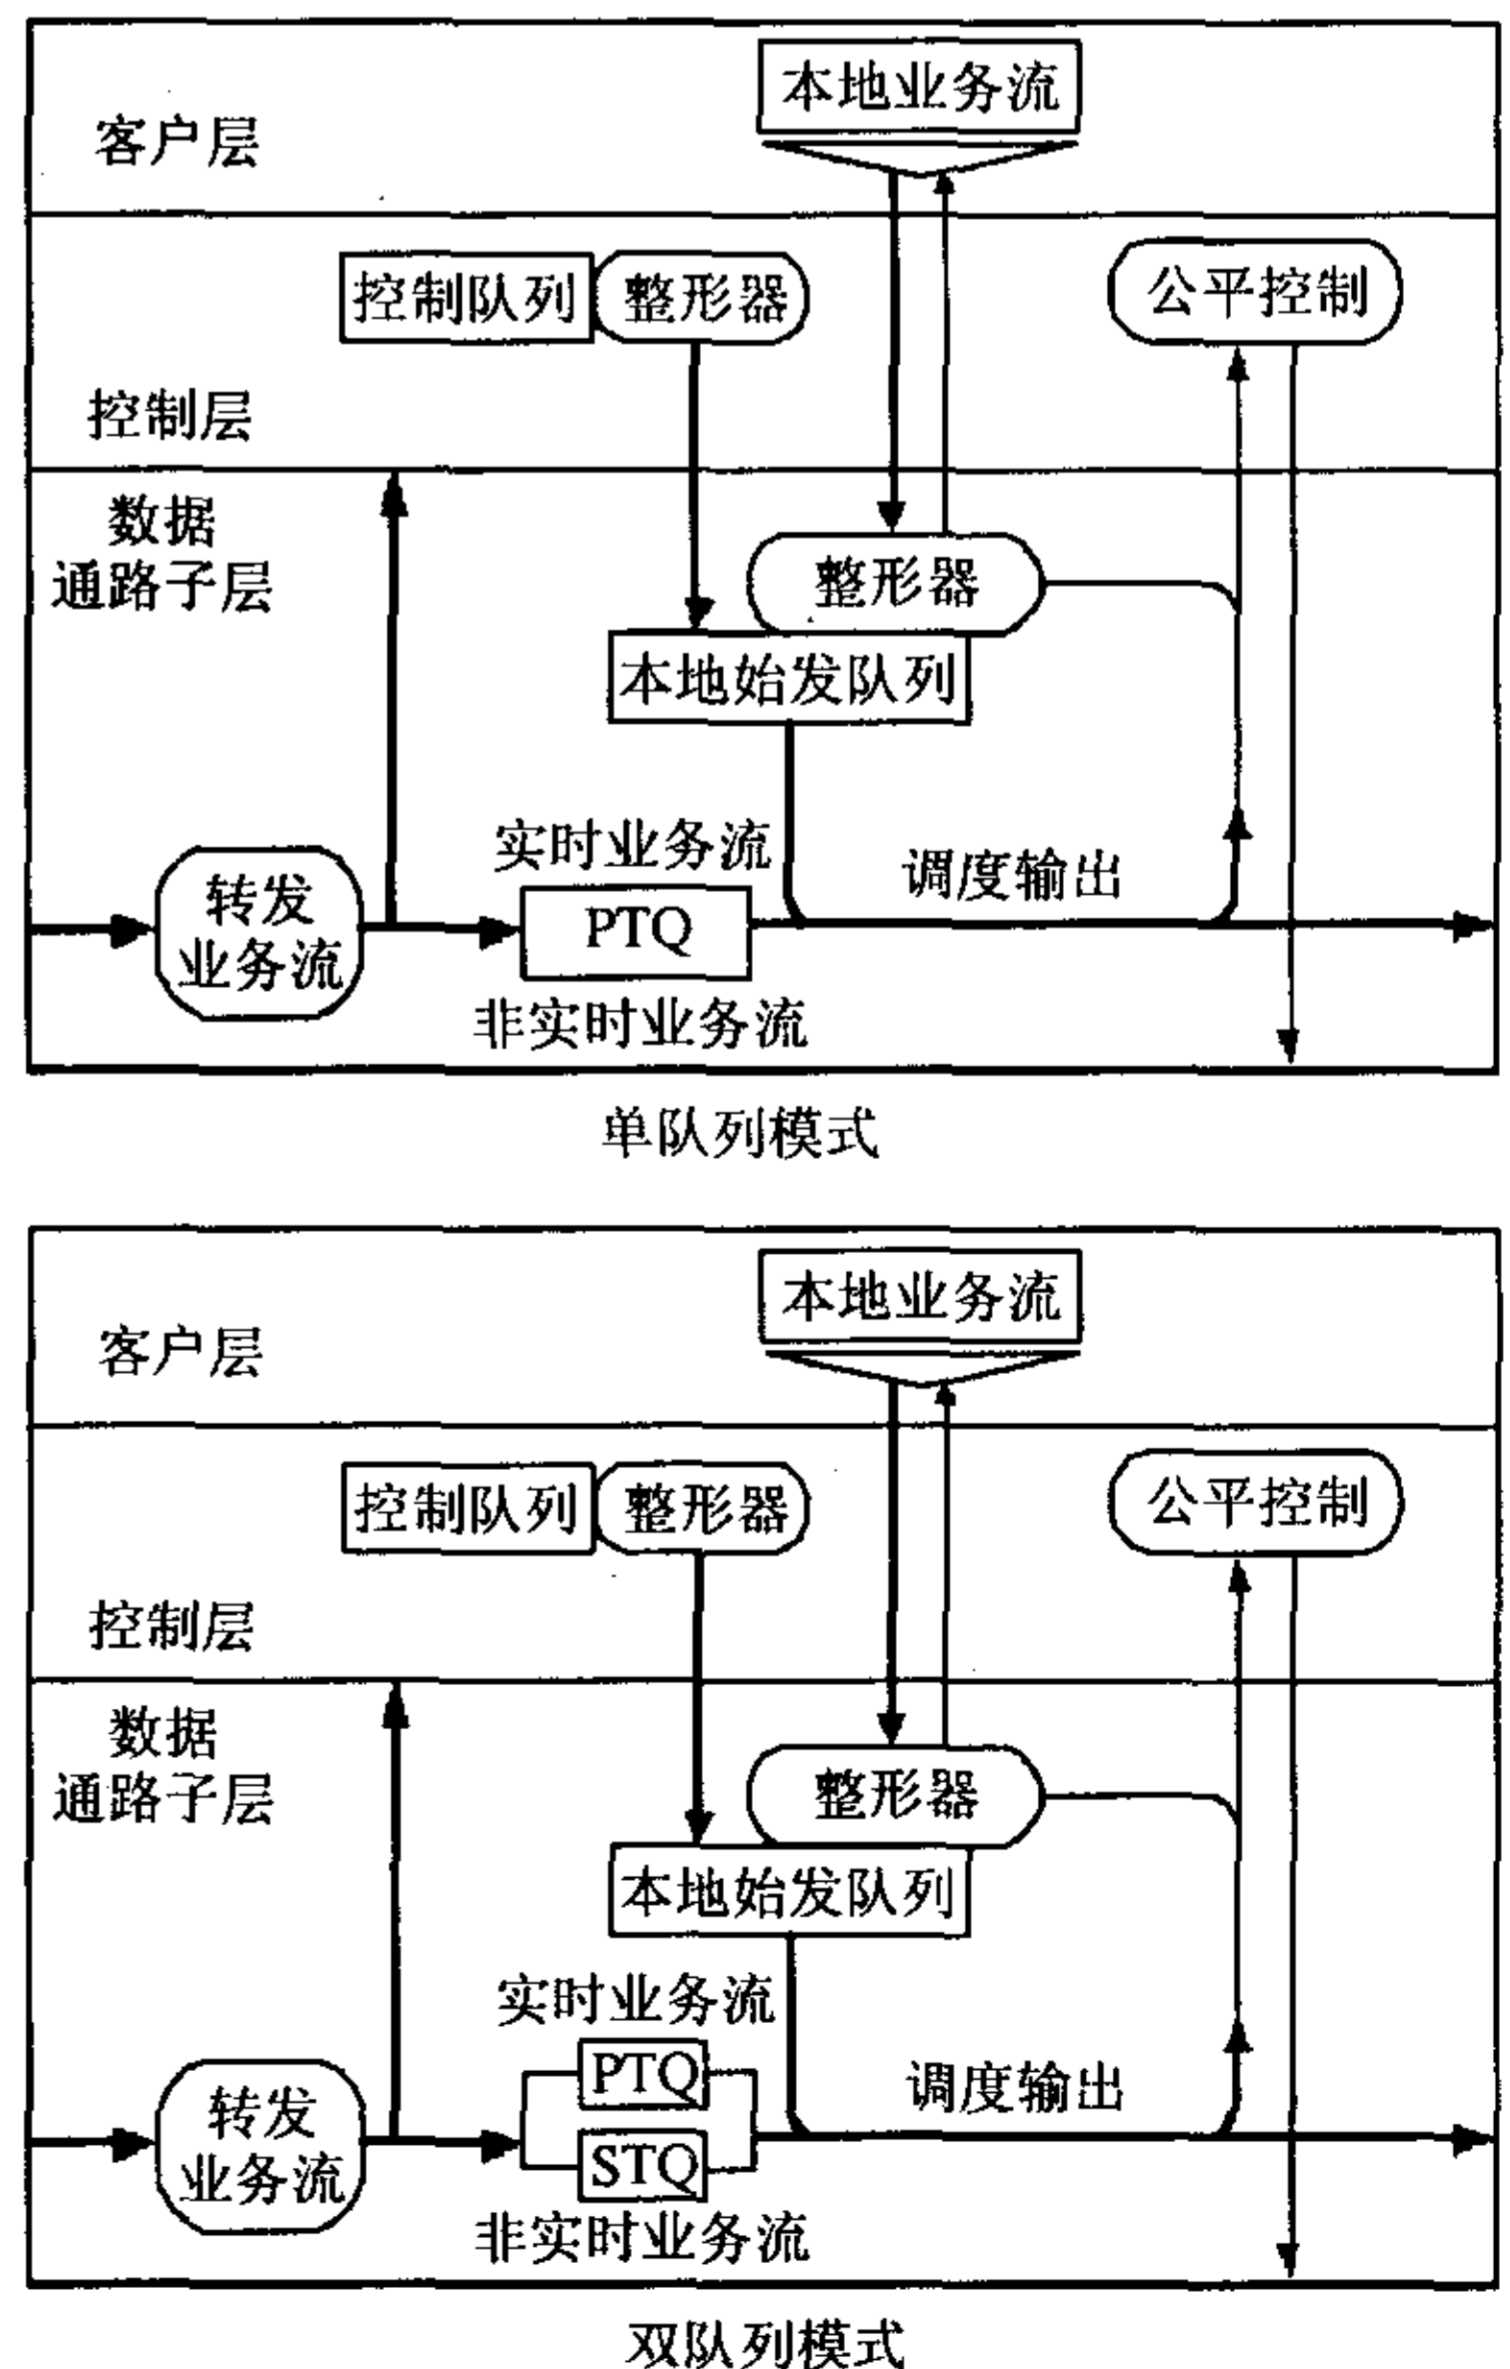 本地业务流
客户层
控制队列
整形器
公平控制
控制层
数据
通路子层
整形器
本地始发队列
实时业务流
调度输出
转发
业务流
PTQ
非实时业务流
单队列模式
本地业务流
客户层
控制队列
整形器
公平控制
控制层
数据
通路子层
整形器
本地始发队列
实时业务流
调度输出
转发
业务流
PTQ
STQ
非实时业务流
双队列模式